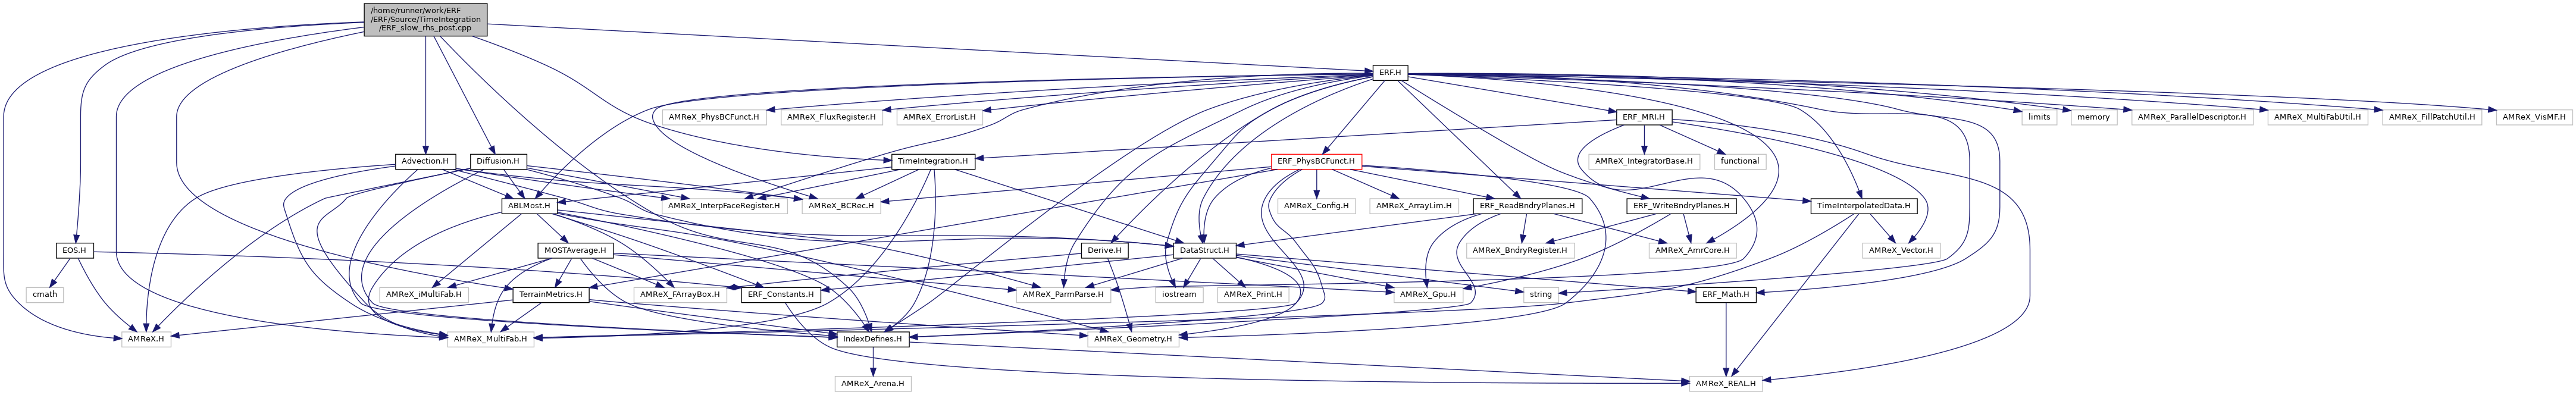 /home/runner/work/ERF
/ERF/Source/TimeIntegration
/ERF_slow_rhs_post.cpp
ERF.H
AMReX_PhysBCFunct.H
AMReX_FluxRegister.H
AMReX_ErrorList.H
ERF_MRI.H
limits
memory
AMReX_ParallelDescriptor.H
AMReX_MultiFabUtil.H
AMReX_FillPatchUtil.H
AMReX_VisMF.H
Advection.H
Diffusion.H
TimeIntegration.H
ERF_PhysBCFunct.H
AMReX_IntegratorBase.H
functional
ABLMost.H
AMReX_InterpFaceRegister.H
AMReX_BCRec.H
AMReX_Config.H
AMReX_ArrayLim.H
ERF_ReadBndryPlanes.H
ERF_WriteBndryPlanes.H
TimeInterpolatedData.H
EOS.H
MOSTAverage.H
Derive.H
DataStruct.H
AMReX_BndryRegister.H
AMReX_AmrCore.H
AMReX_Vector.H
cmath
AMReX_iMultiFab.H
TerrainMetrics.H
AMReX_FArrayBox.H
ERF_Constants.H
AMReX_ParmParse.H
iostream
AMReX_Print.H
AMReX_Gpu.H
string
ERF_Math.H
AMReX.H
AMReX_MultiFab.H
IndexDefines.H
AMReX_Geometry.H
AMReX_Arena.H
AMReX_REAL.H